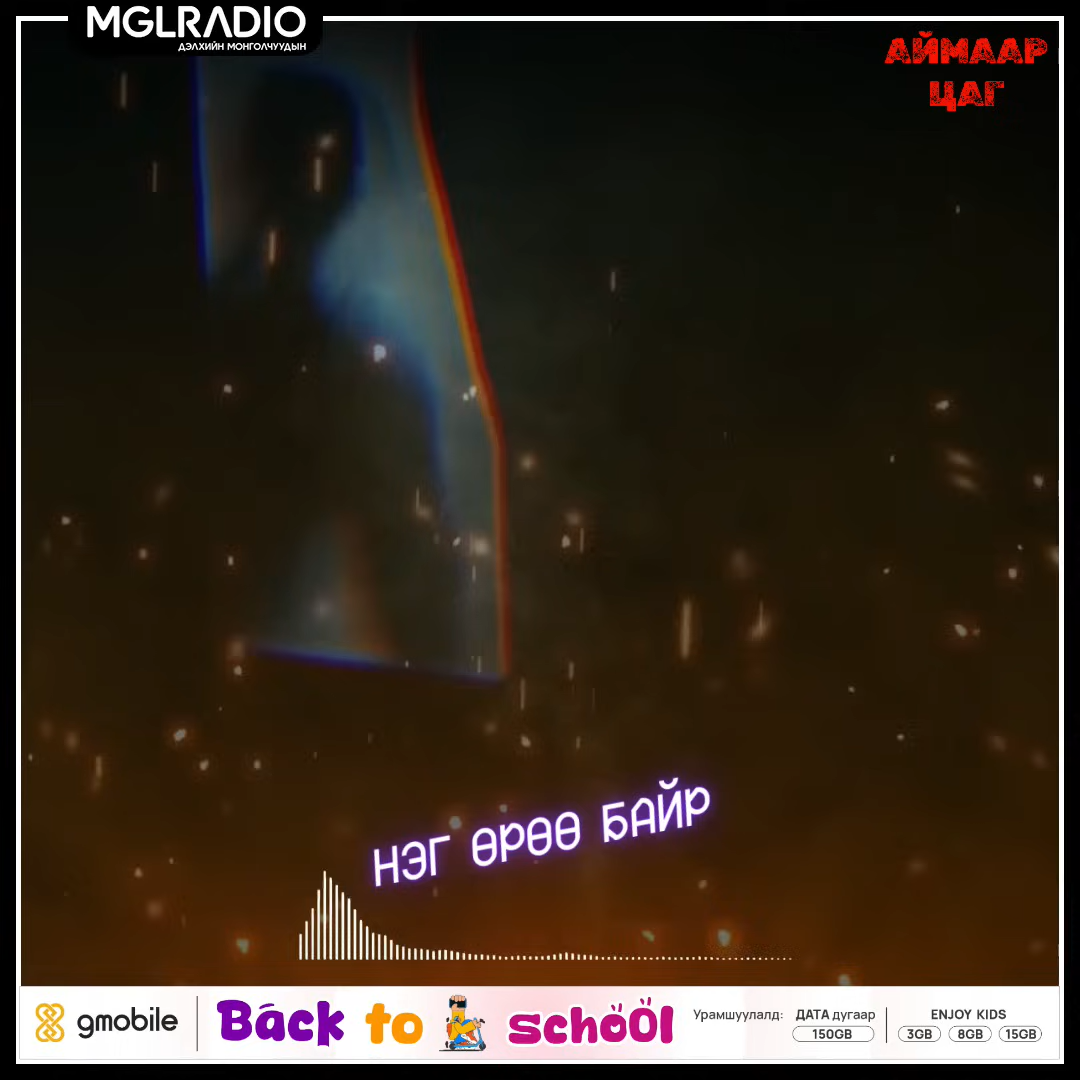 MGLRADIO
ДЭЛХИЙН МОНГОЛЧУУДЫН
АЙМААР
ЦАГ
НЭГ ӨРӨӨ БАЙР
gmobile
Back to school
Урамшуулалд:
ДАТА дугаар
150GB
ENJOY KIDS
3GB 8GB 15GB